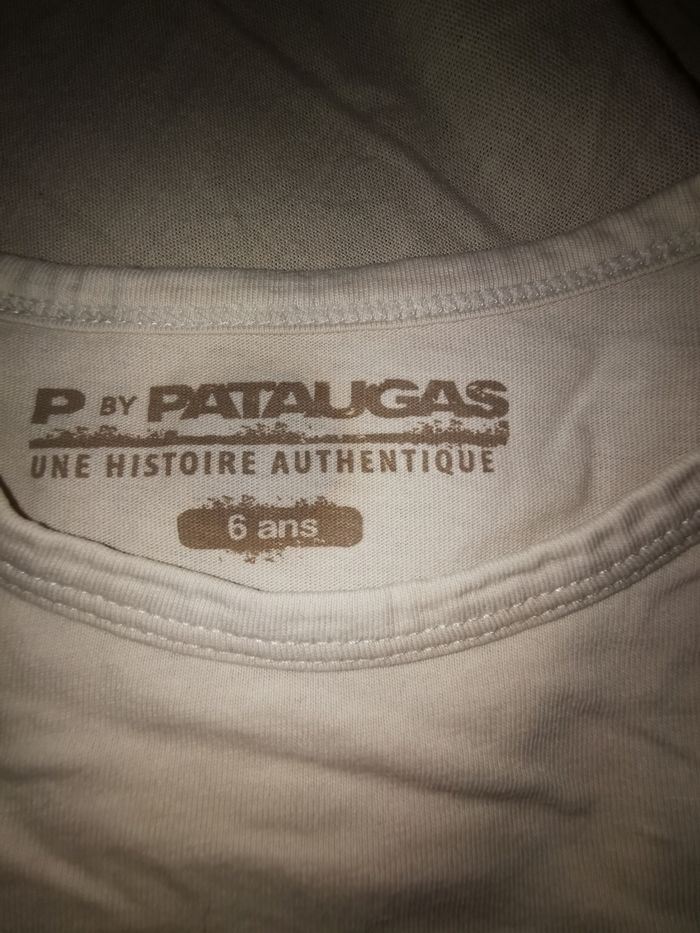 P BY PATAUGAS
UNE HISTOIRE AUTHENTIQUE
6 ans